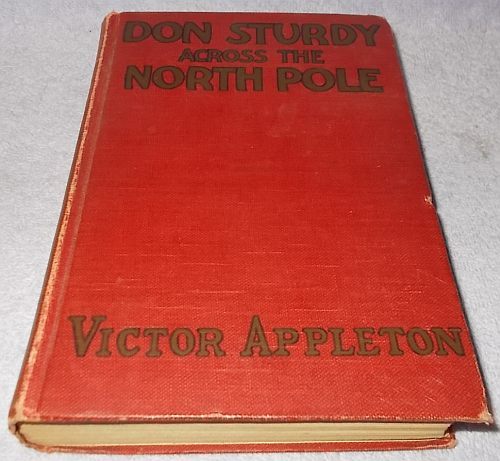 DON STURDY
ACROSS THE
NORTH POLE
VICTOR APPLETON